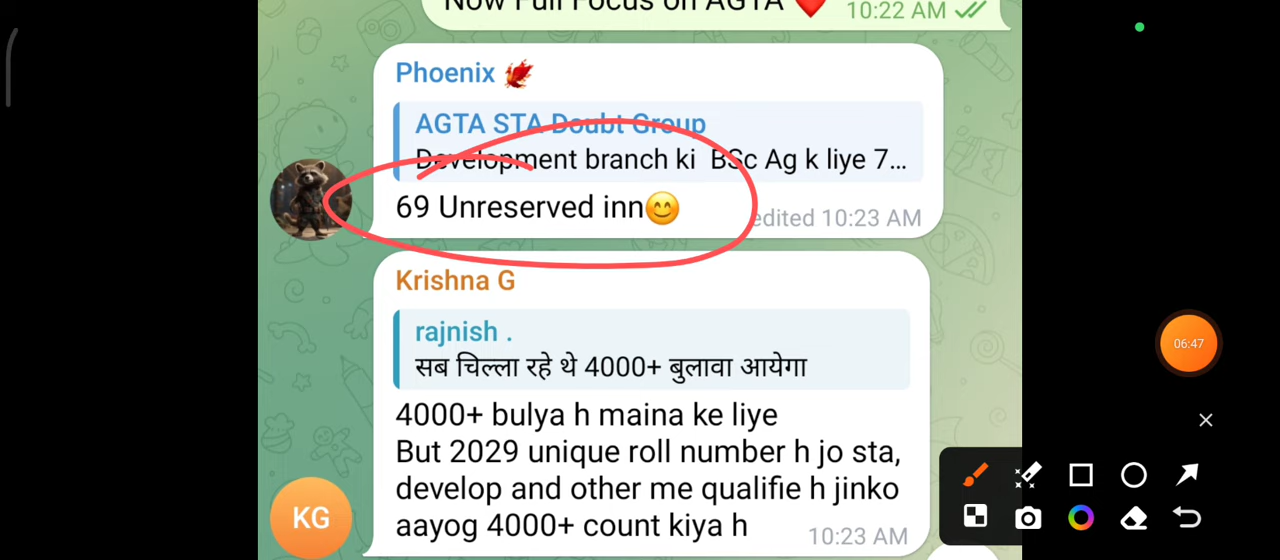 Now Full Focus on AGTA ❤️
10:22 AM
Phoenix 🐦‍🔥
AGTA STA Doubt Group
Development branch ki BSc Ag k liye 7...
69 Unreserved inn😊
edited 10:23 AM
Krishna G
rajnish .
सब चिल्ला रहे थे 4000+ बुलावा आयेगा
4000+ bulya h maina ke liye
But 2029 unique roll number h jo sta,
develop and other me qualifie h jinko
aayog 4000+ count kiya h
10:23 AM
KG
06:47